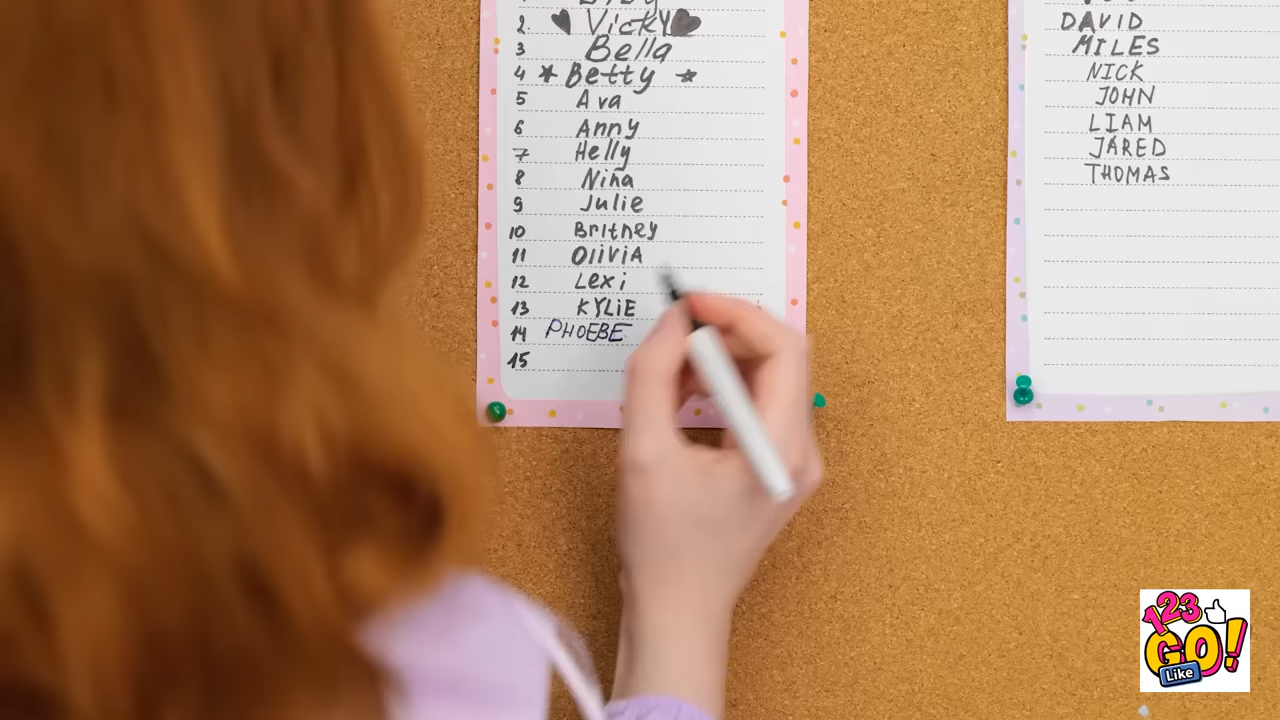 2. Vicky
3 Bella
4 Betty
5 Ava
6 Anny
7 Helly
8 Nina
9 Julie
10 Britney
11 OliviA
12 Lexi
13 KYLiE
14 PHOEBE
15
DAVID
MILES
NICK
JOHN
LIAM
JARED
THOMAS
123
GO!
Like